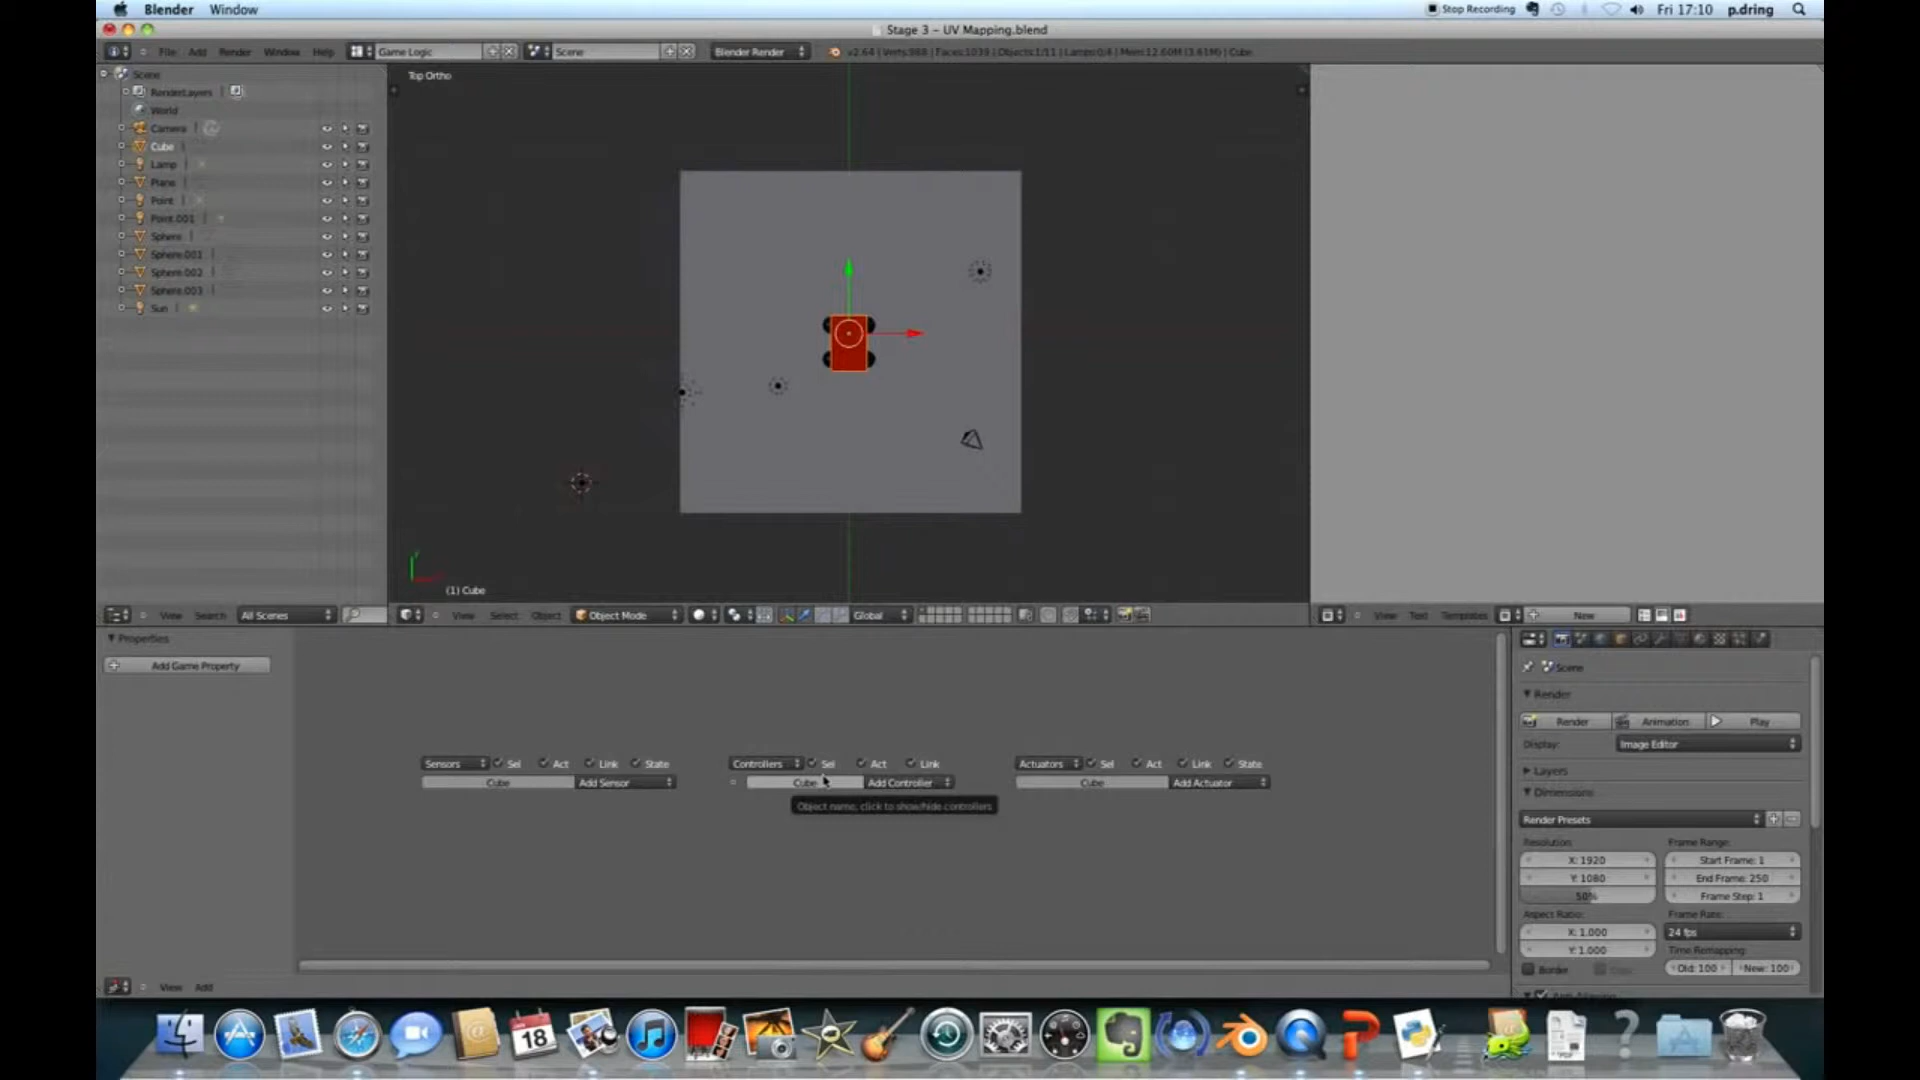 Blender Window
Stop Recording Fri 17:10 p.dring
Stage 3 – UV Mapping.blend
File Add Render Window Help Game Logic Scene Blender Render v2.64 | Verts:988 | Faces:1039 | Objects:1/11 | Lamps:0/4 | Mem:12.60M (3.61M) | Cube
Scene
RenderLayers
World
Camera
Cube
Lamp
Plane
Point
Point.001
Sphere
Sphere.001
Sphere.002
Sphere.003
Sun
Top Ortho
(1) Cube
View Search All Scenes
View Select Object Object Mode Global
View Text Templates New
Properties
Add Game Property
Sensors Sel Act Link State
Cube Add Sensor
Controllers Sel Act Link
Cube Add Controller
Object name, click to show/hide controllers
Actuators Sel Act Link State
Cube Add Actuator
View Add
Scene
Render
Render Animation Play
Display: Image Editor
Layers
Dimensions
Render Presets
Resolution: Frame Range:
X: 1920 Start Frame: 1
Y: 1080 End Frame: 250
50% Frame Step: 1
Aspect Ratio: Frame Rate:
X: 1.000 24 fps
Y: 1.000 Time Remapping:
Border Old: 100 New: 100
18